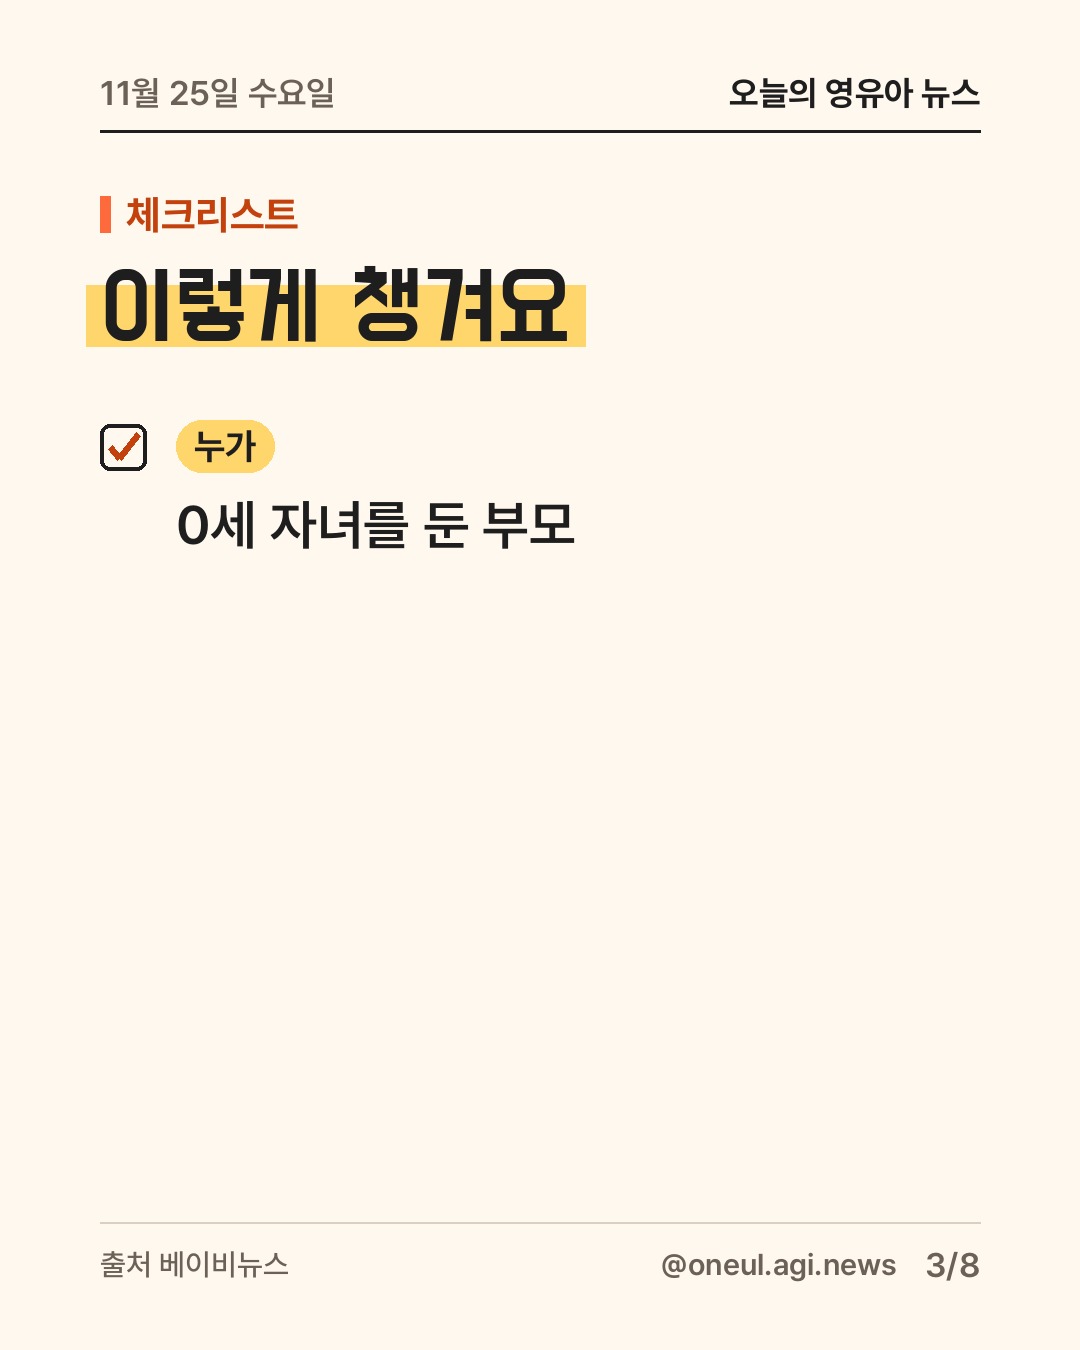 11월 25일 수요일
오늘의 영유아 뉴스
체크리스트
이렇게 챙겨요
누가
0세 자녀를 둔 부모
출처 베이비뉴스
@oneul.agi.news 3/8